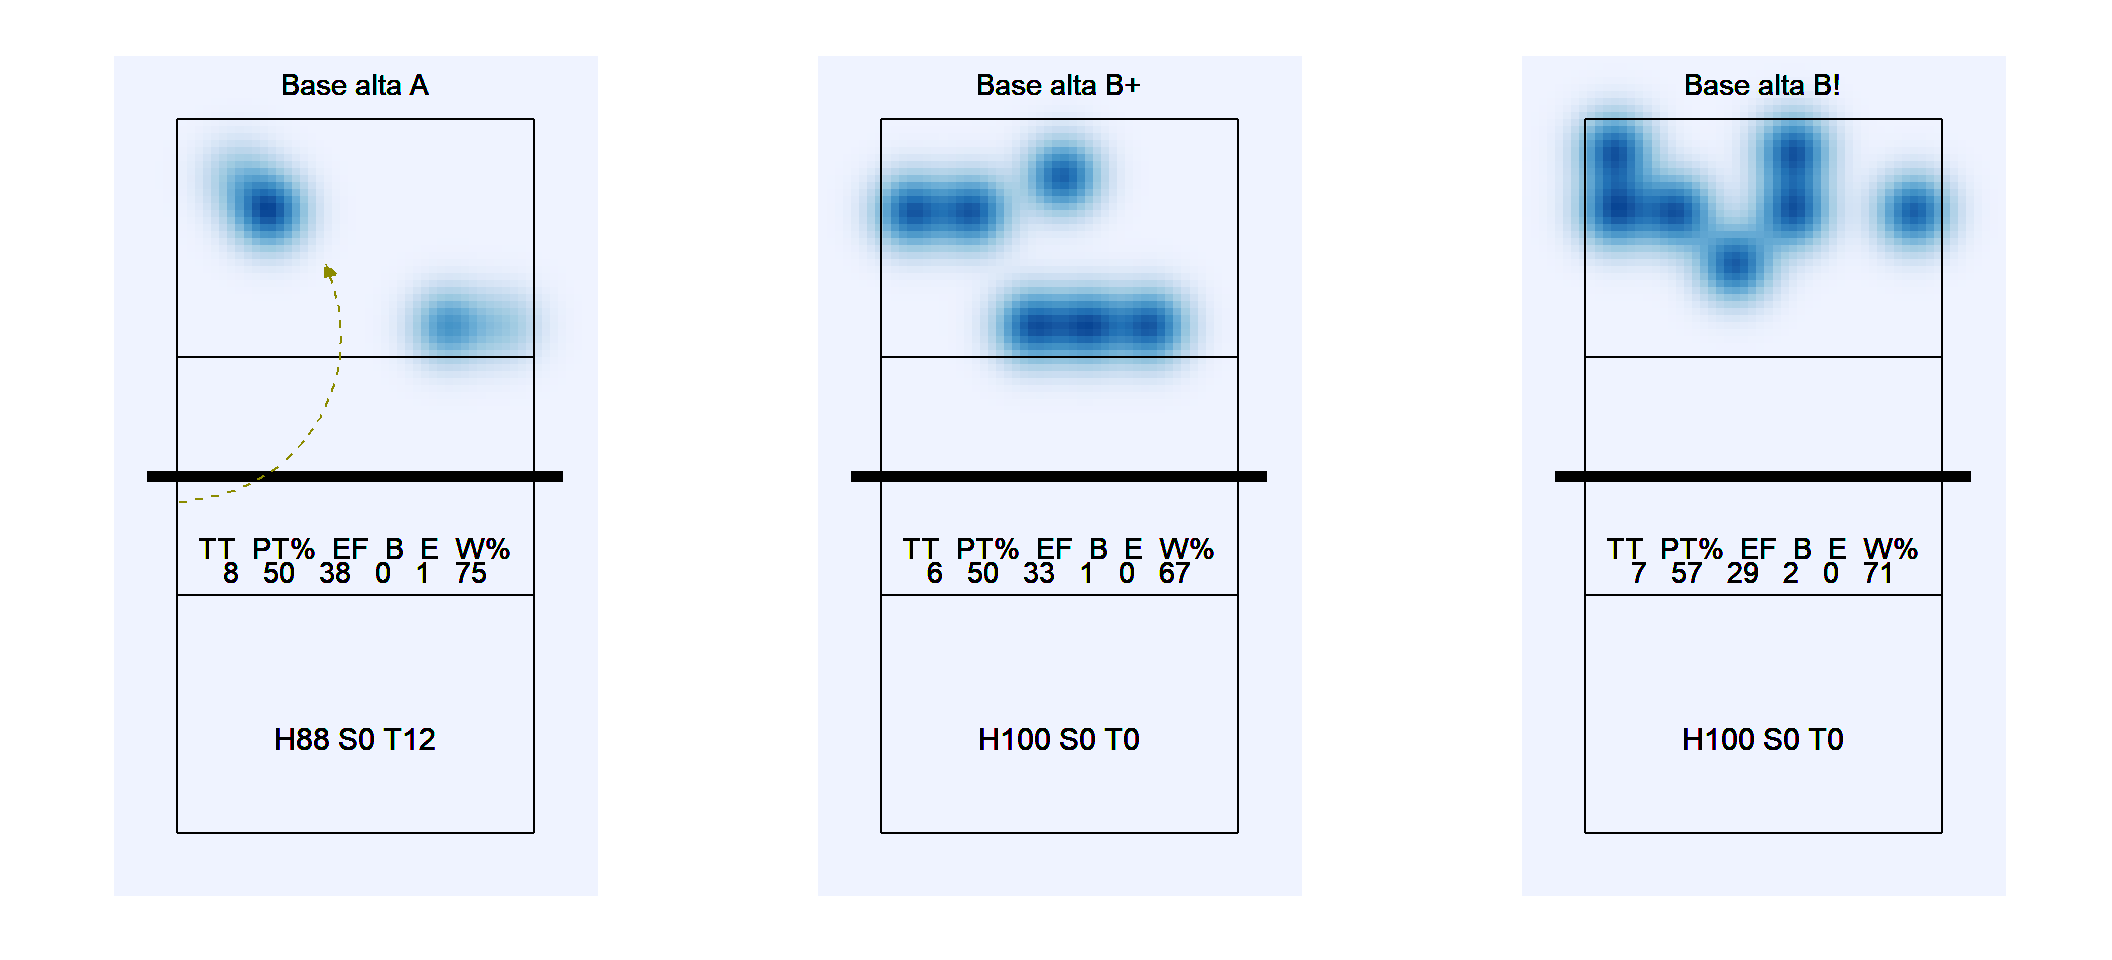 Base alta A
TT PT% EF B E W%
8 50 38 0 1 75
H88 S0 T12
Base alta B+
TT PT% EF B E W%
6 50 33 1 0 67
H100 S0 T0
Base alta B!
TT PT% EF B E W%
7 57 29 2 0 71
H100 S0 T0